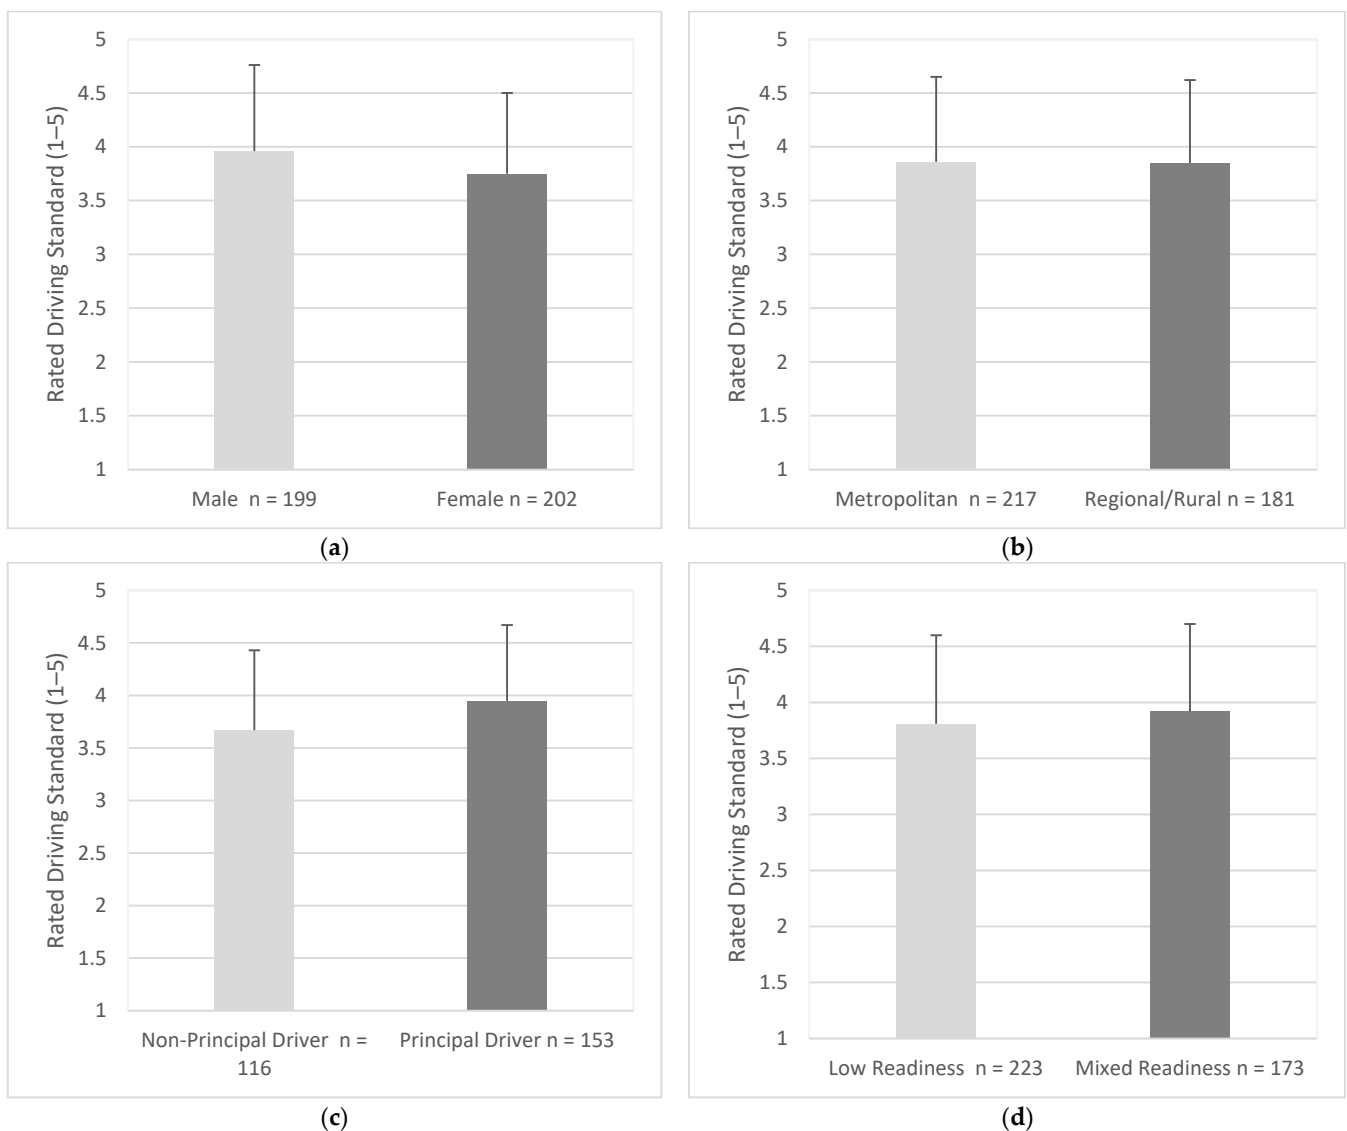 Rated Driving Standard (1–5)
5
4.5
4
3.5
3
2.5
2
1.5
1
Male n = 199
Female n = 202
(a)
Rated Driving Standard (1–5)
5
4.5
4
3.5
3
2.5
2
1.5
1
Metropolitan n = 217
Regional/Rural n = 181
(b)
Rated Driving Standard (1–5)
5
4.5
4
3.5
3
2.5
2
1.5
1
Non-Principal Driver n =
116
Principal Driver n = 153
(c)
Rated Driving Standard (1–5)
5
4.5
4
3.5
3
2.5
2
1.5
1
Low Readiness n = 223
Mixed Readiness n = 173
(d)